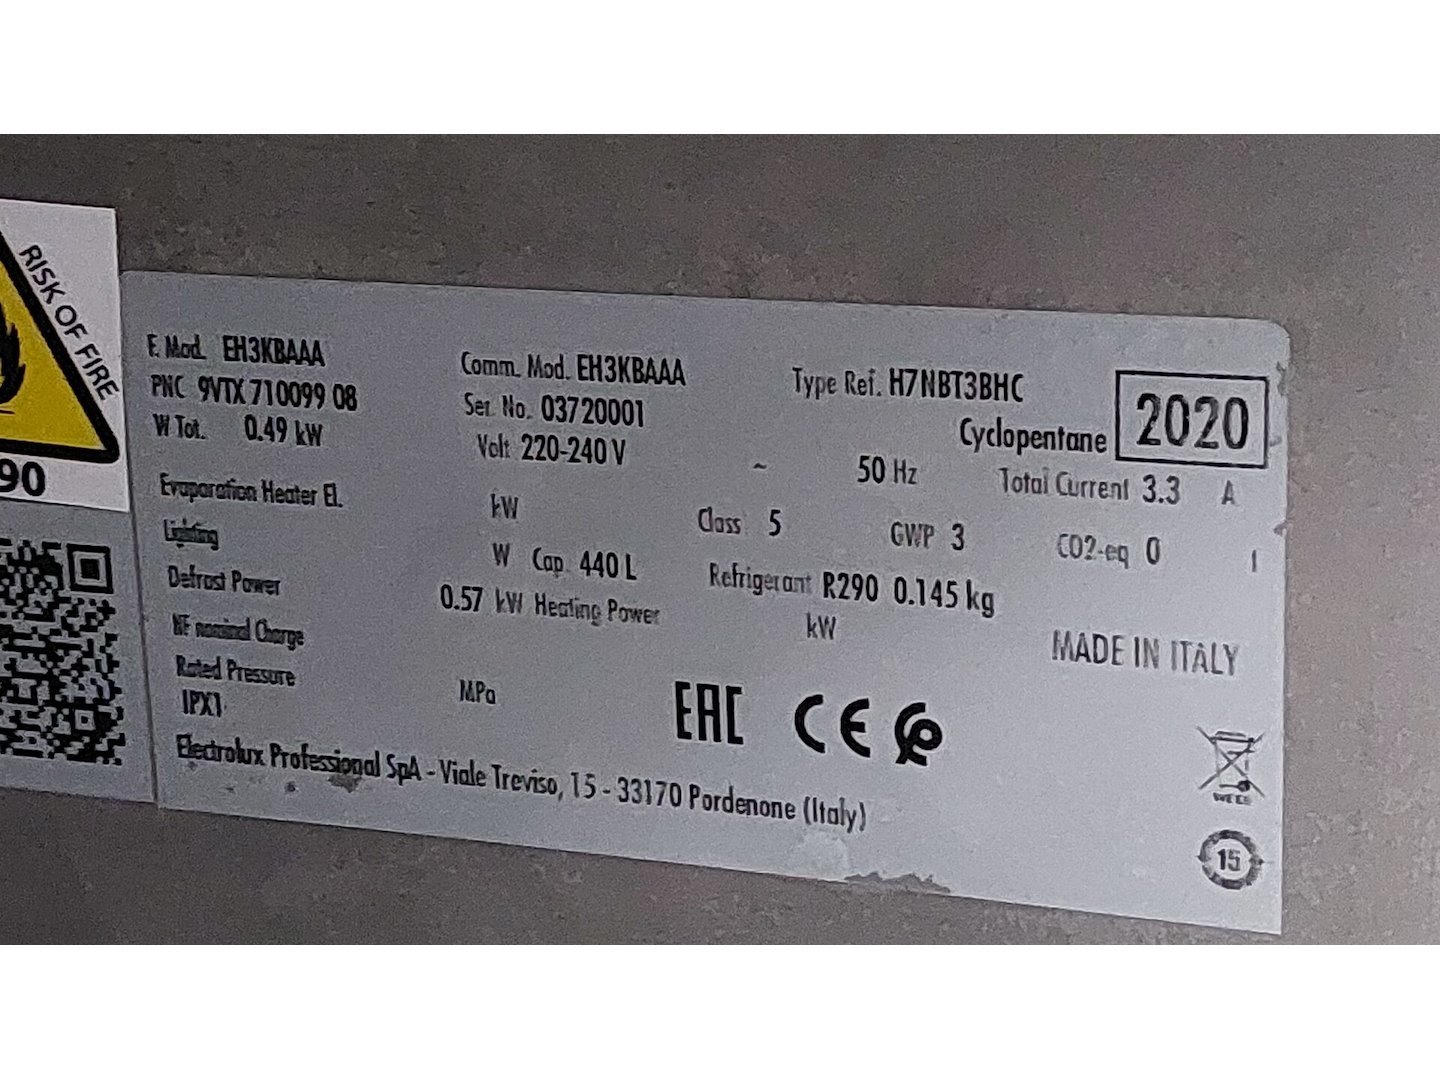 RISK OF FIRE
90
F. Mod. EH3KBAAA Comm. Mod. EH3KBAAA Type Ref. H7NBT3BHC 2020
PNC 9VTX 710099 08 Ser. No. 03720001 Cyclopentane
W Tot. 0.49 kW Volt 220-240 V ~ 50 Hz Total Current 3.3 A
Evaporation Heater El. kW Class 5 GWP 3 CO2-eq 0 t
Lighting W Cap. 440 L Refrigerant R290 0.145 kg
Defrost Power 0.57 kW Heating Power kW
NF nominal Charge MADE IN ITALY
Rated Pressure MPa
IPX1 EAC CE
Electrolux Professional SpA - Viale Treviso, 15 - 33170 Pordenone (Italy)
WEEE
15